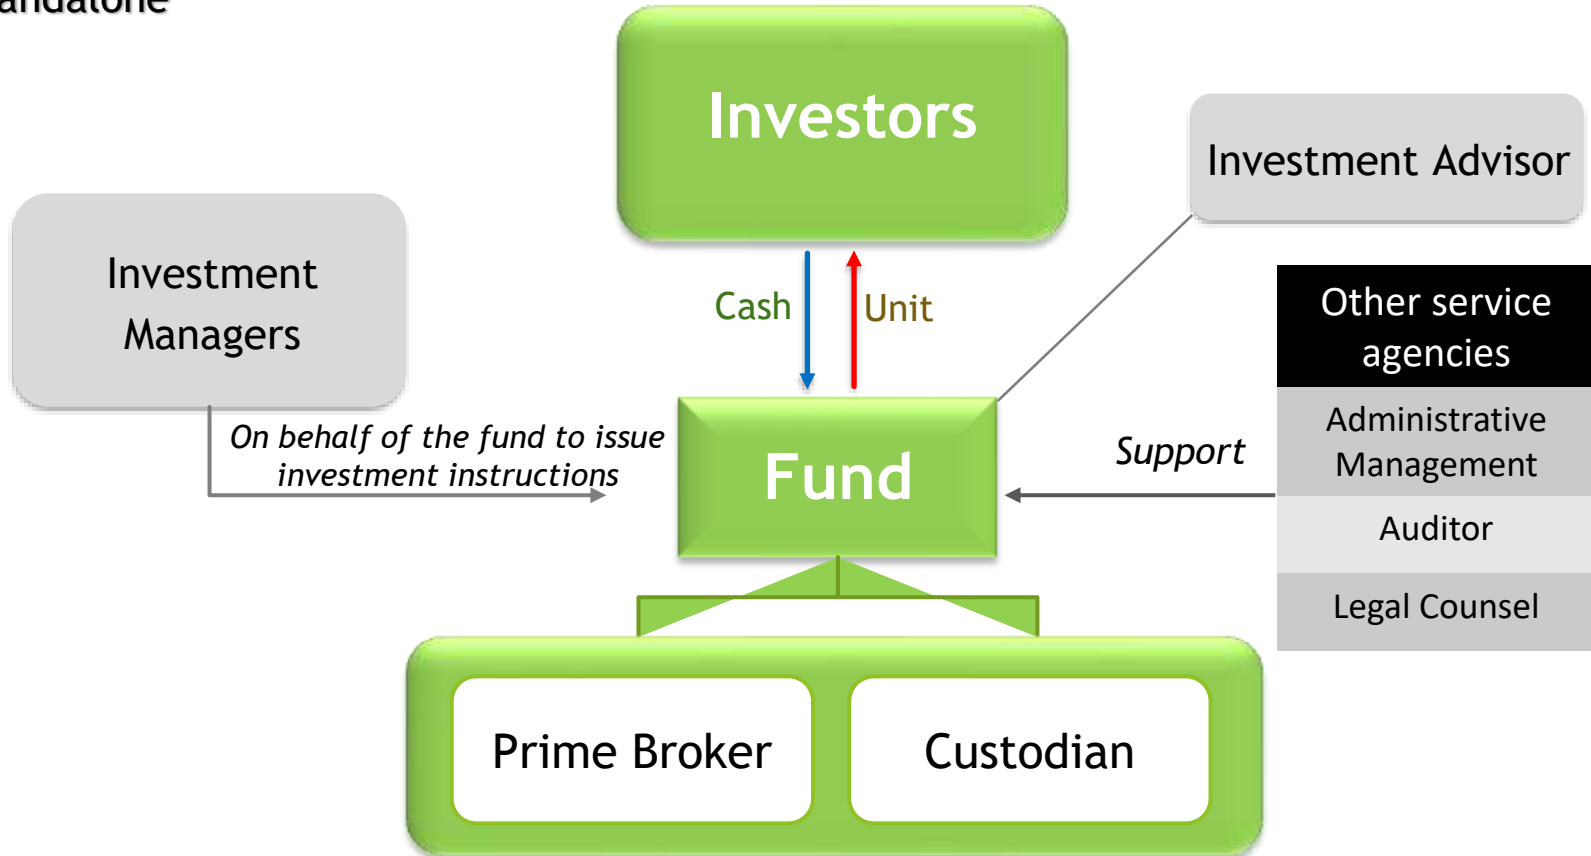 Investors
Investment Advisor
Investment
Managers
Cash
Unit
Other service
agencies
On behalf of the fund to issue
investment instructions
Fund
Support
Administrative
Management
Auditor
Legal Counsel
Prime Broker
Custodian